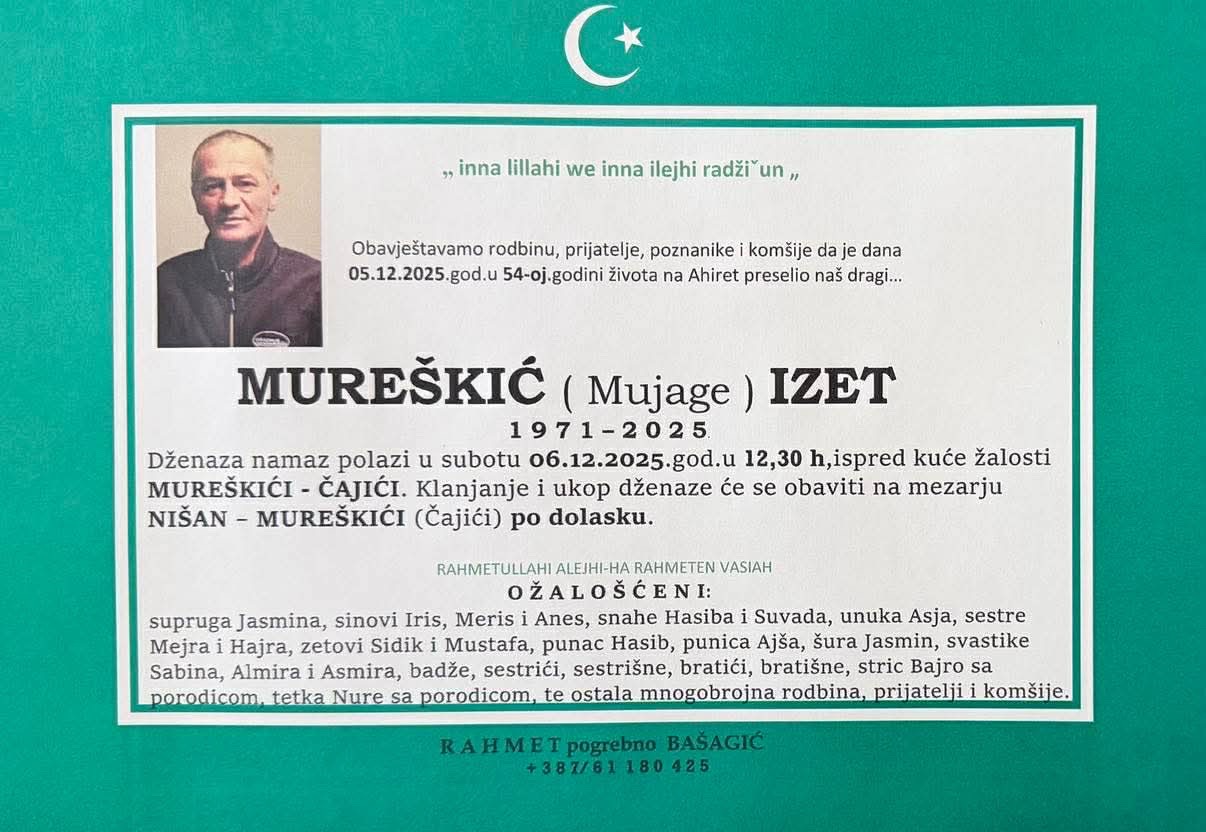 „ inna lillahi we inna ilejhi radžiˇun „
Obavještavamo rodbinu, prijatelje, poznanike i komšije da je dana
05.12.2025.god.u 54-oj.godini života na Ahiret preselio naš dragi...
MUREŠKIĆ ( Mujage ) IZET
1971-2025
Dženaza namaz polazi u subotu 06.12.2025.god.u 12,30 h,ispred kuće žalosti
MUREŠKIĆI - ČAJIĆI. Klanjanje i ukop dženaze će se obaviti na mezarju
NIŠAN – MUREŠKIĆI (Čajići) po dolasku.
RAHMETULLAHI ALEJHI-HA RAHMETEN VASIAH
OŽALOŠĆENI:
supruga Jasmina, sinovi Iris, Meris i Anes, snahe Hasiba i Suvada, unuka Asja, sestre
Mejra i Hajra, zetovi Sidik i Mustafa, punac Hasib, punica Ajša, šura Jasmin, svastike
Sabina, Almira i Asmira, badže, sestrići, sestrišne, bratići, bratišne, stric Bajro sa
porodicom, tetka Nure sa porodicom, te ostala mnogobrojna rodbina, prijatelji i komšije.
RAHMET pogrebno BAŠAGIĆ
+387/61 180 425